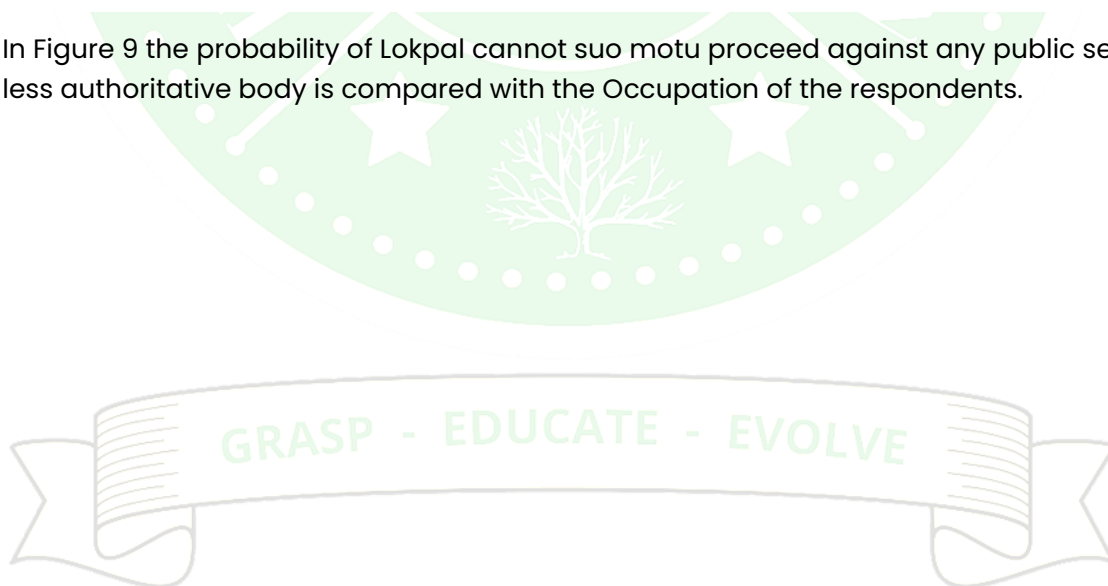 In Figure 9 the probability of Lokpal cannot suo motu proceed against any public se
less authoritative body is compared with the Occupation of the respondents.
GRASP - EDUCATE - EVOLVE